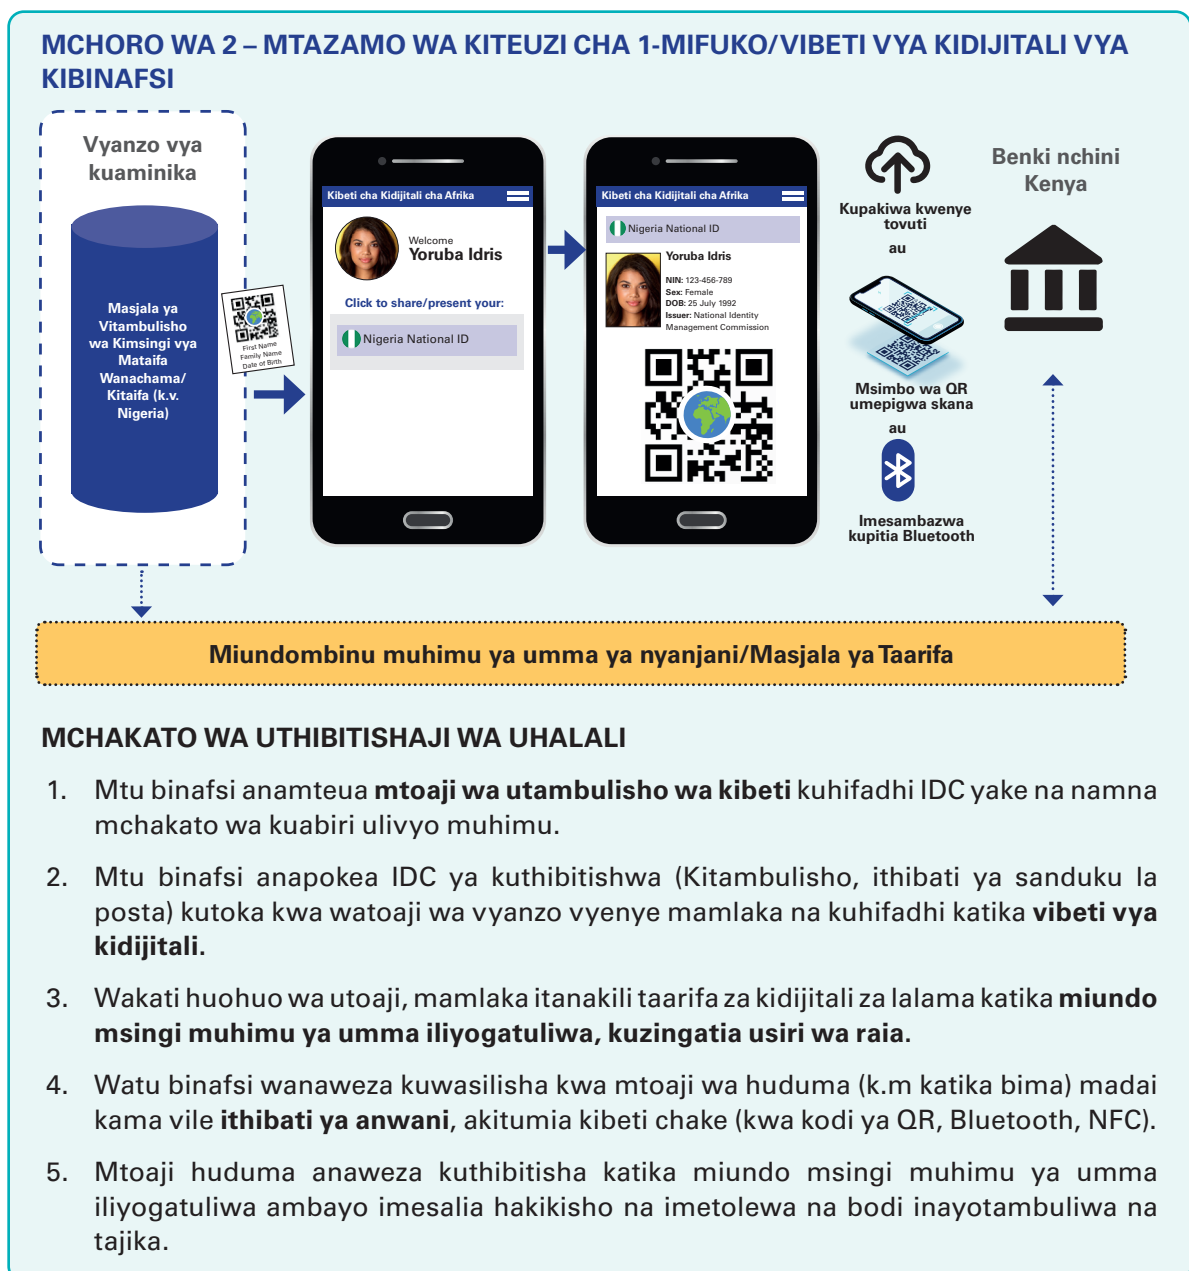 MCHORO WA 2 – MTAZAMO WA KITEUZI CHA 1-MIFUKO/VIBETI VYA KIDIJITALI VYA
KIBINAFSI
Vyanzo vya
kuaminika
Masjala ya
Vitambulisho
wa Kimsingi vya
Mataifa
Wanachama/
Kitaifa (k.v.
Nigeria)
First Name
Family Name
Date of Birth
Kibeti cha Kidijitali cha Afrika
Welcome
Yoruba Idris
Click to share/present your:
Nigeria National ID
Kibeti cha Kidijitali cha Afrika
Nigeria National ID
Yoruba Idris
NIN: 123-456-789
Sex: Female
DOB: 25 July 1992
Issuer: National Identity
Management Commission
Kupakiwa kwenye
tovuti
au
Msimbo wa QR
umepigwa skana
au
Imesambazwa
kupitia Bluetooth
Benki nchini
Kenya
Miundombinu muhimu ya umma ya nyanjani/Masjala ya Taarifa
MCHAKATO WA UTHIBITISHAJI WA UHALALI
1. Mtu binafsi anamteua mtoaji wa utambulisho wa kibeti kuhifadhi IDC yake na namna
mchakato wa kuabiri ulivyo muhimu.
2. Mtu binafsi anapokea IDC ya kuthibitishwa (Kitambulisho, ithibati ya sanduku la
posta) kutoka kwa watoaji wa vyanzo vyenye mamlaka na kuhifadhi katika vibeti vya
kidijitali.
3. Wakati huohuo wa utoaji, mamlaka itanakili taarifa za kidijitali za lalama katika miundo
msingi muhimu ya umma iliyogatuliwa, kuzingatia usiri wa raia.
4. Watu binafsi wanaweza kuwasilisha kwa mtoaji wa huduma (k.m katika bima) madai
kama vile ithibati ya anwani, akitumia kibeti chake (kwa kodi ya QR, Bluetooth, NFC).
5. Mtoaji huduma anaweza kuthibitisha katika miundo msingi muhimu ya umma
iliyogatuliwa ambayo imesalia hakikisho na imetolewa na bodi inayotambuliwa na
tajika.